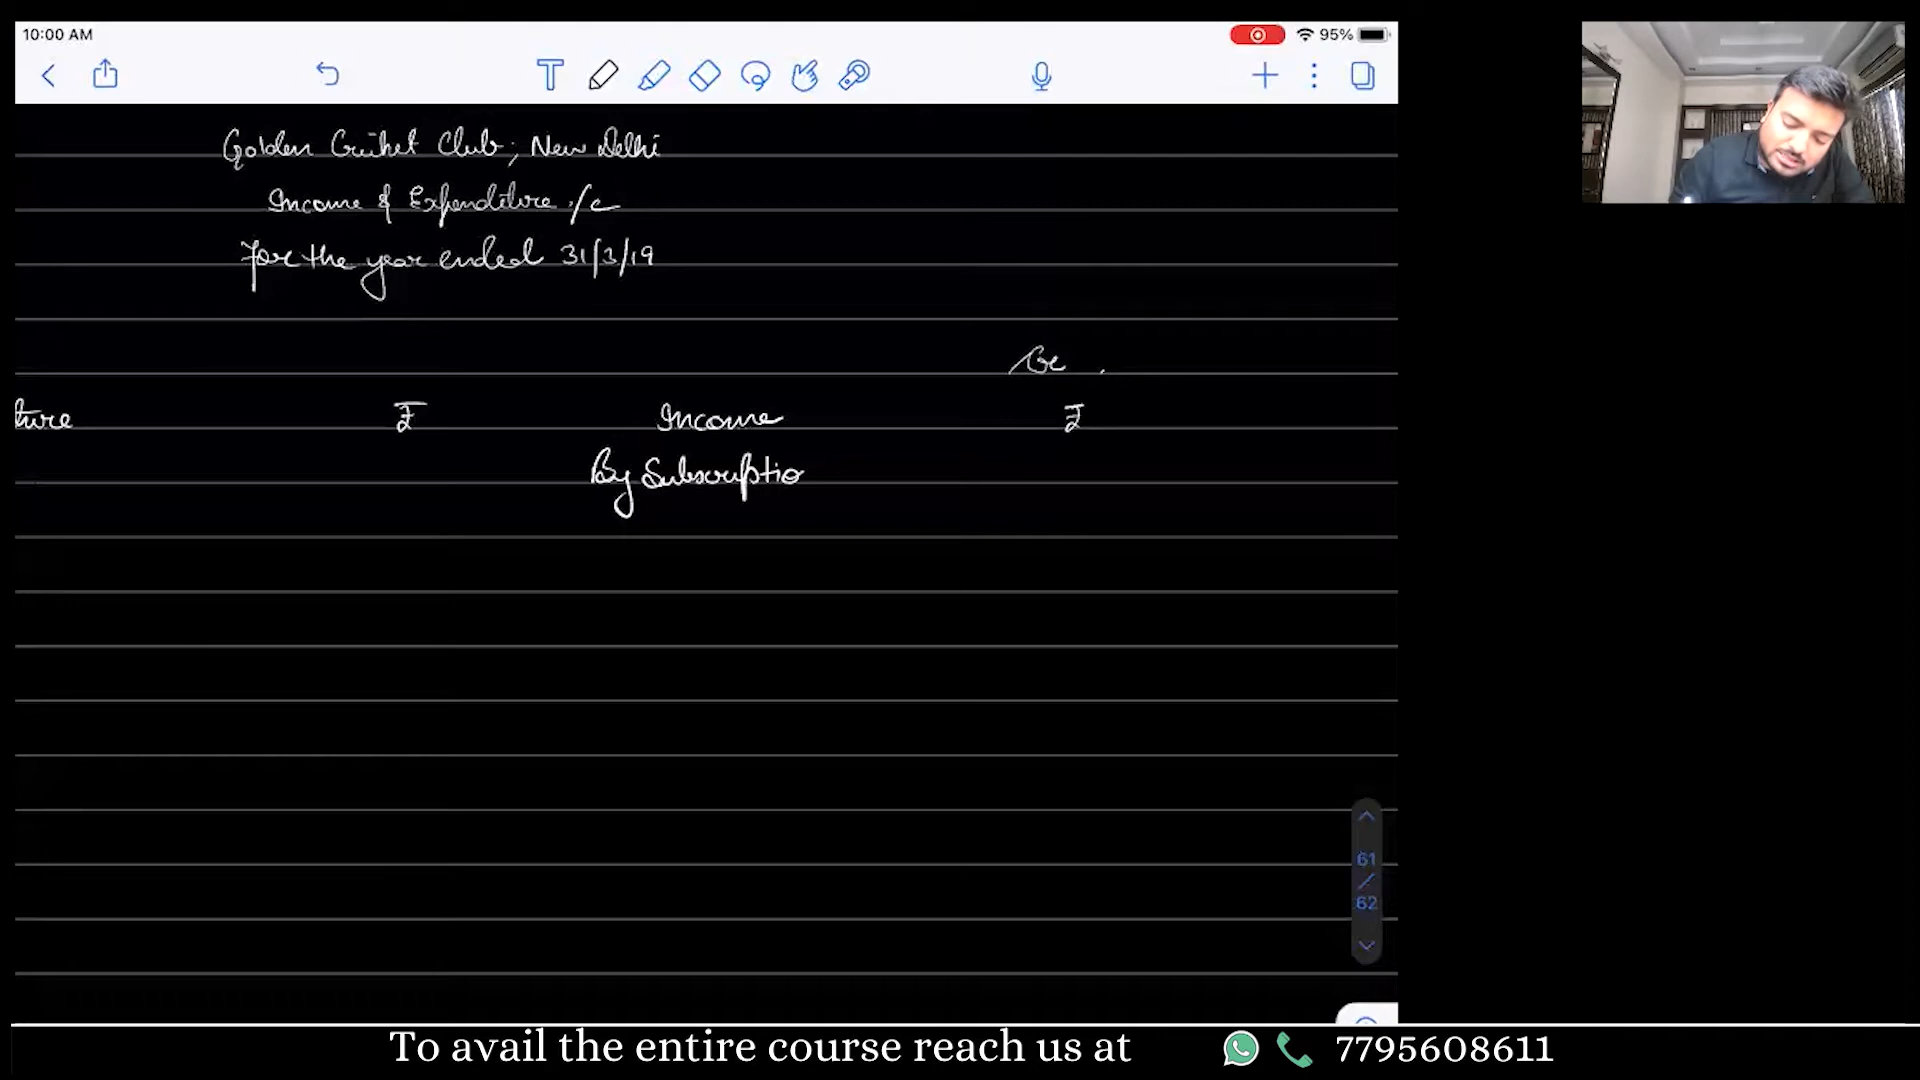 10:00 AM
95%
Golden Cricket Club, New Delhi
Income & Expenditure A/c
for the year ended 31/3/19
Cr .
ture ₹ Income ₹
By Subscriptio
61
/
62
To avail the entire course reach us at 7795608611